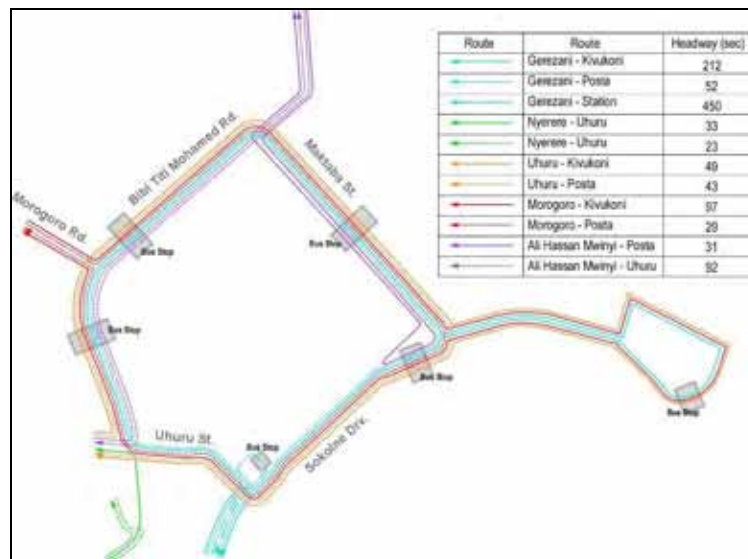 Route Route Headway (sec)
Gerezani - Kivukoni 212
Gerezani - Posta 52
Gerezani - Station 450
Nyerere - Uhuru 33
Nyerere - Uhuru 23
Uhuru - Kivukoni 49
Uhuru - Posta 43
Morogoro - Kivukoni 97
Morogoro - Posta 29
Ali Hassan Mwinyi - Posta 31
Ali Hassan Mwinyi - Uhuru 92
Bibi Titi Mohamed Rd.
Maktaba St.
Morogoro Rd.
Bus Stop
Bus Stop
Bus Stop
Bus Stop
Bus Stop
Uhuru St.
Bus Stop
Sokoine Drv.